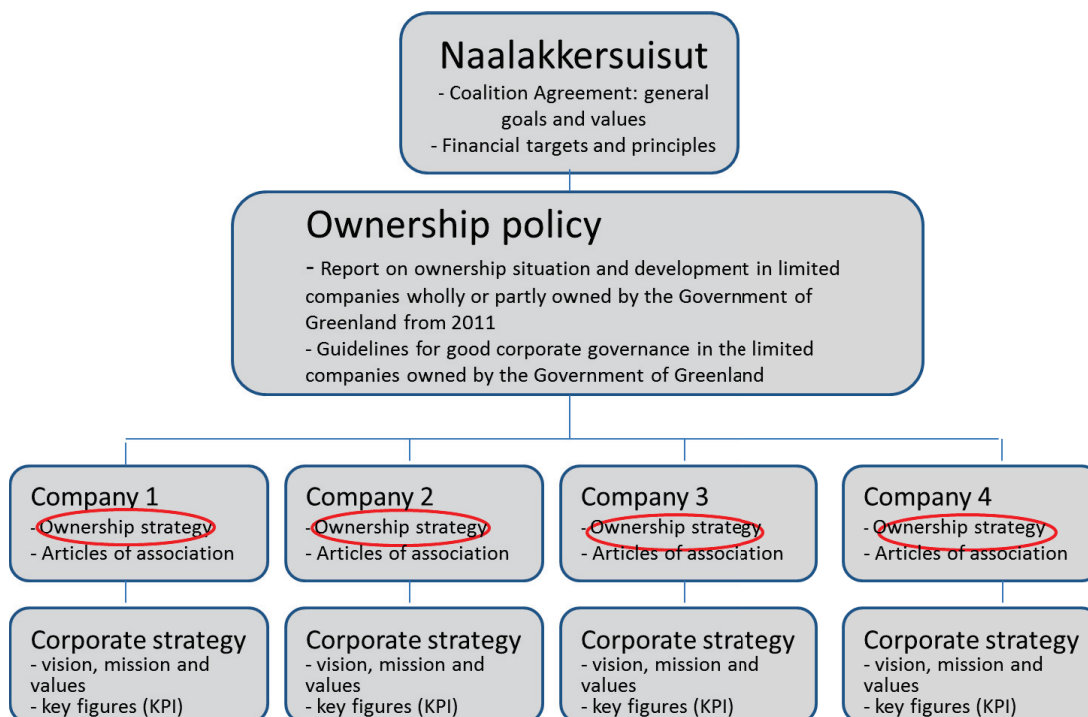 Naalakkersuisut
- Coalition Agreement: general
goals and values
- Financial targets and principles
Ownership policy
- Report on ownership situation and development in limited
companies wholly or partly owned by the Government of
Greenland from 2011
- Guidelines for good corporate governance in the limited
companies owned by the Government of Greenland
Company 1
- Ownership strategy
- Articles of association
Company 2
- Ownership strategy
- Articles of association
Company 3
- Ownership strategy
- Articles of association
Company 4
- Ownership strategy
- Articles of association
Corporate strategy
- vision, mission and
values
- key figures (KPI)
Corporate strategy
- vision, mission and
values
- key figures (KPI)
Corporate strategy
- vision, mission and
values
- key figures (KPI)
Corporate strategy
- vision, mission and
values
- key figures (KPI)